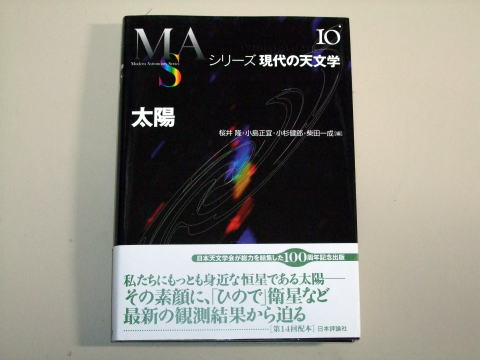 MAS
Modern Astronomy Series
10
シリーズ 現代の天文学
太陽
桜井 隆・小島正宜・小杉健郎・柴田一成[編]
日本天文学会が総力を結集した100周年記念出版
私たちにもっとも身近な恒星である太陽──
その素顔に、「ひので」衛星など
最新の観測結果から迫る
[第14回配本] 日本評論社